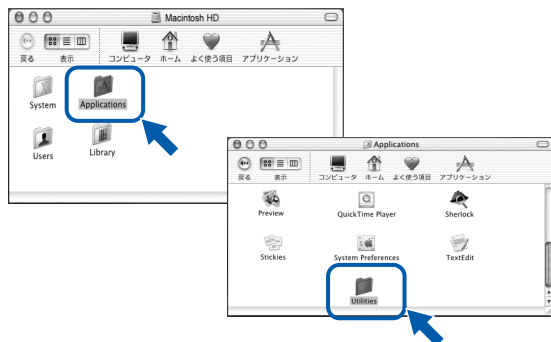 Macintosh HD
戻る 表示 コンピュータ ホーム よく使う項目 アプリケーション
System Applications
Users Library
Applications
戻る 表示 コンピュータ ホーム よく使う項目 アプリケーション
Preview QuickTime Player Sherlock
Stickies System Preferences TextEdit
Utilities